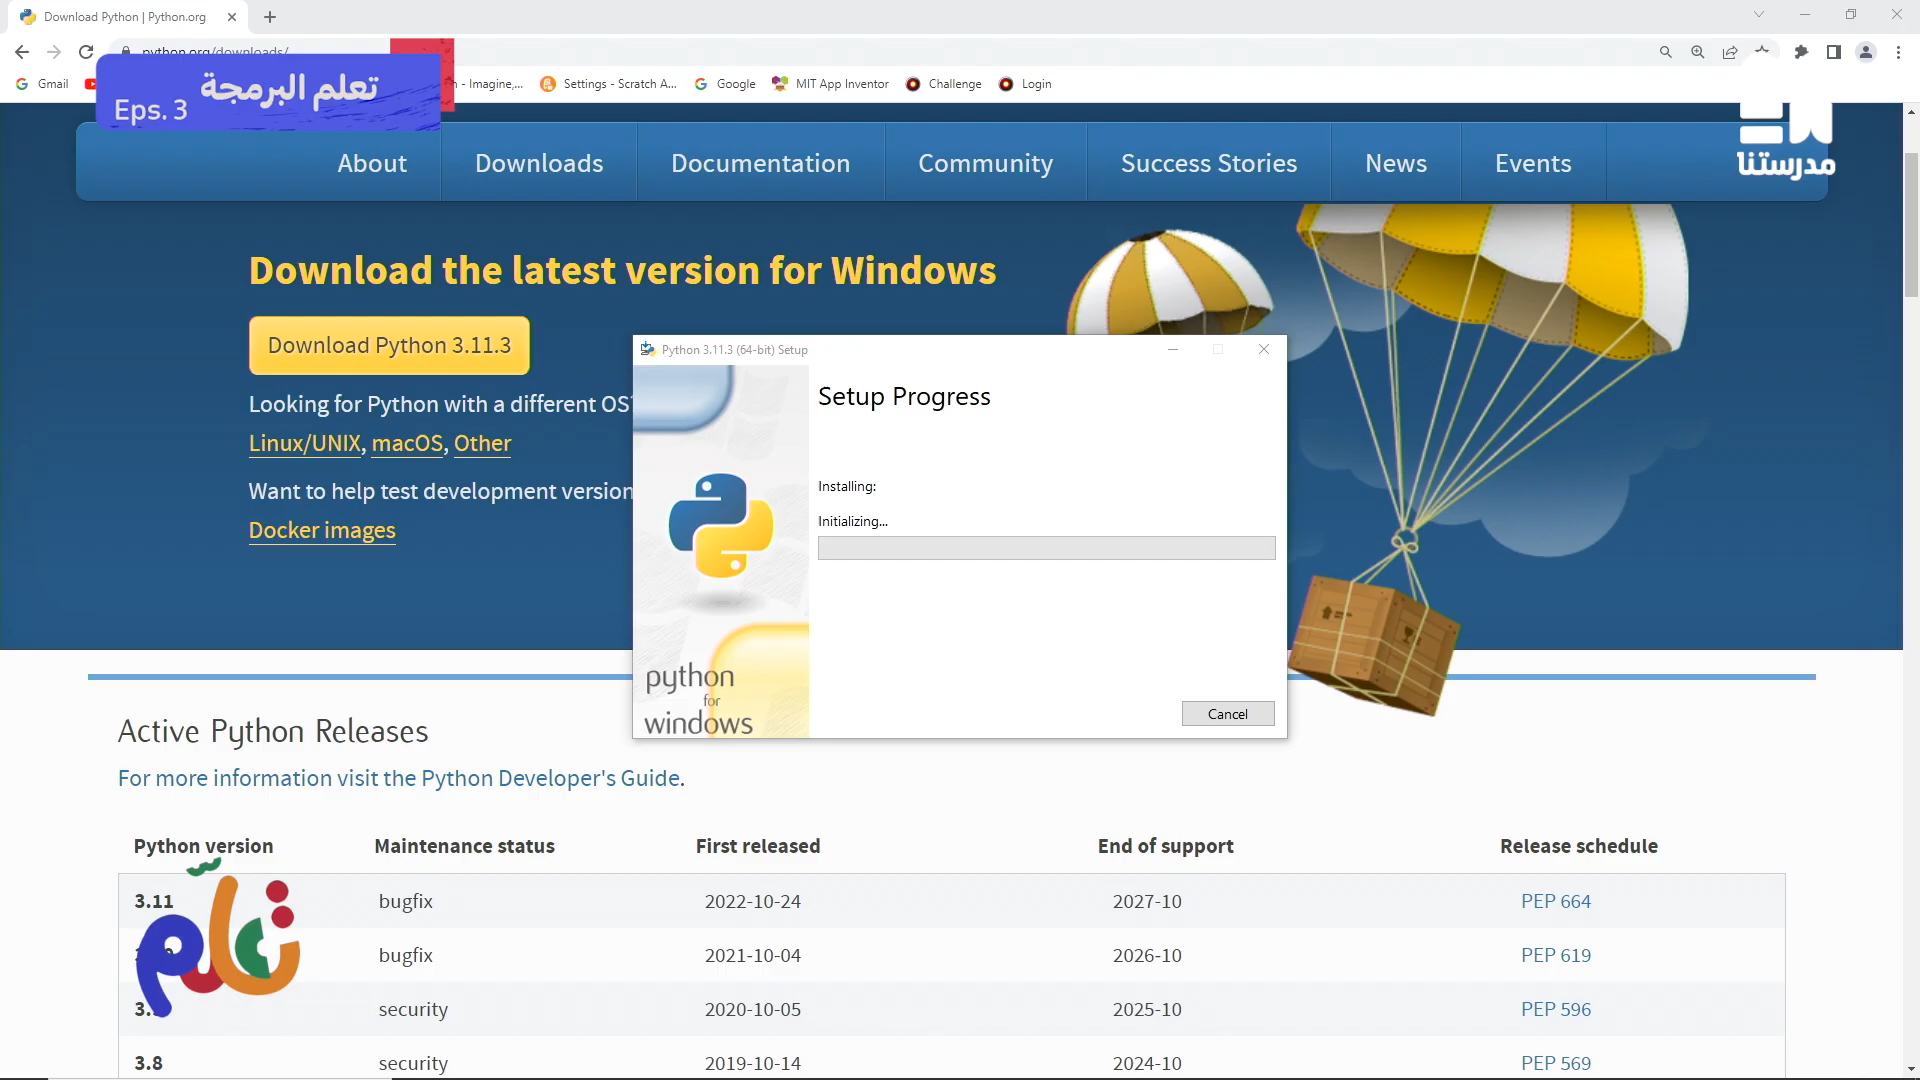 Download Python | Python.org
python.org/downloads/
Gmail
- Imagine,...
Settings - Scratch A...
Google
MIT App Inventor
Challenge
Login
تعلم البرمجة
Eps. 3
مدرستنا
About
Downloads
Documentation
Community
Success Stories
News
Events
Download the latest version for Windows
Download Python 3.11.3
Looking for Python with a different OS?
Linux/UNIX, macOS, Other
Want to help test development version
Docker images
Python 3.11.3 (64-bit) Setup
Setup Progress
Installing:
Initializing...
python
for
windows
Cancel
Active Python Releases
For more information visit the Python Developer's Guide.
Python version Maintenance status First released End of support Release schedule
3.11 bugfix 2022-10-24 2027-10 PEP 664
bugfix 2021-10-04 2026-10 PEP 619
security 2020-10-05 2025-10 PEP 596
3.8 security 2019-10-14 2024-10 PEP 569